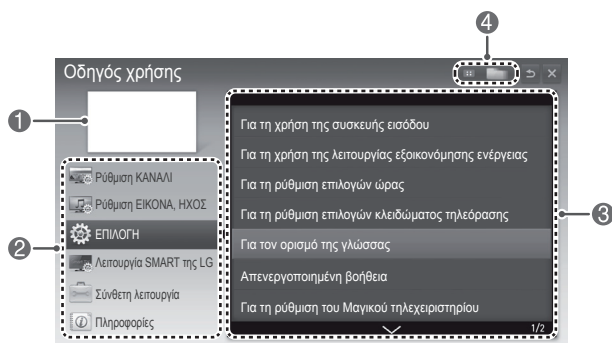 4
Οδηγός χρήσης
1
Για τη χρήση της συσκευής εισόδου
Για τη χρήση της λειτουργίας εξοικονόμησης ενέργειας
Ρύθμιση ΚΑΝΑΛΙ
Για τη ρύθμιση επιλογών ώρας
Ρύθμιση ΕΙΚΟΝΑ, ΗΧΟΣ
Για τη ρύθμιση επιλογών κλειδώματος τηλεόρασης
3
ΕΠΙΛΟΓΗ
Για τον ορισμό της γλώσσας
2
Λειτουργία SMART της LG
Απενεργοποιημένη βοήθεια
Σύνθετη λειτουργία
Για τη ρύθμιση του Μαγικού τηλεχειριστηρίου
Πληροφορίες
1/2